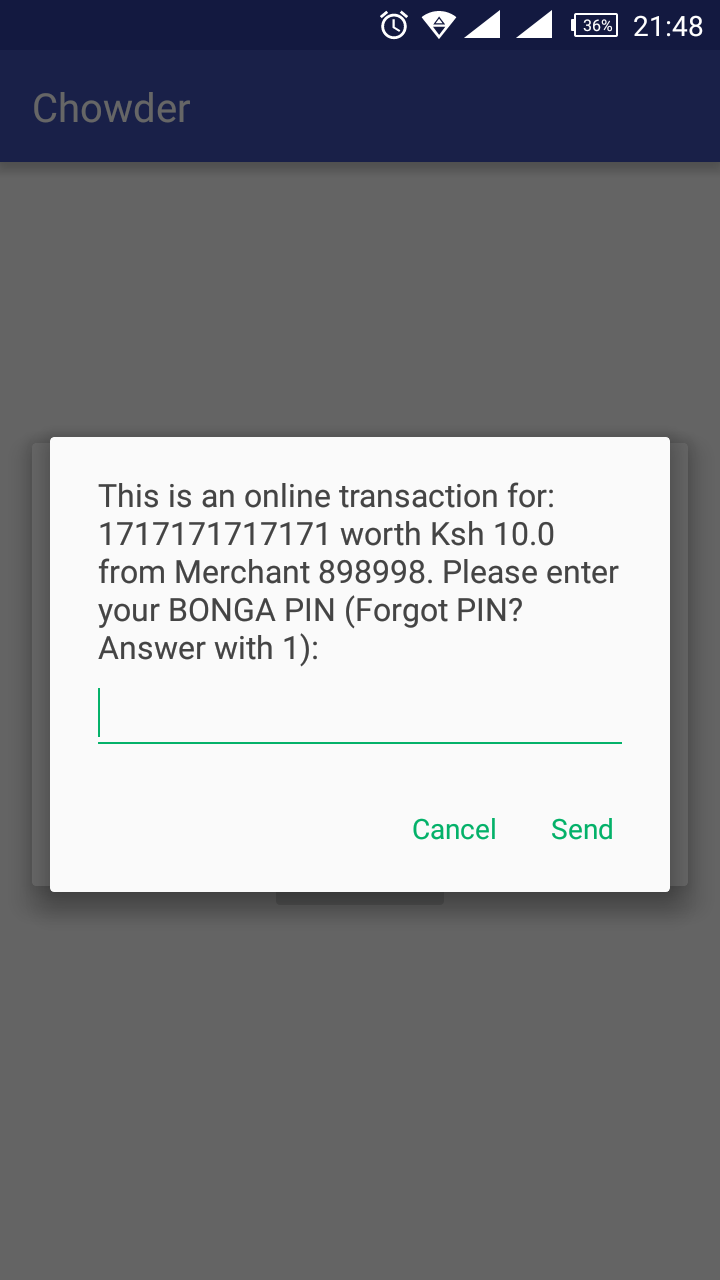 36% 21:48
Chowder
This is an online transaction for:
1717171717171 worth Ksh 10.0
from Merchant 898998. Please enter
your BONGA PIN (Forgot PIN?
Answer with 1):
Cancel Send